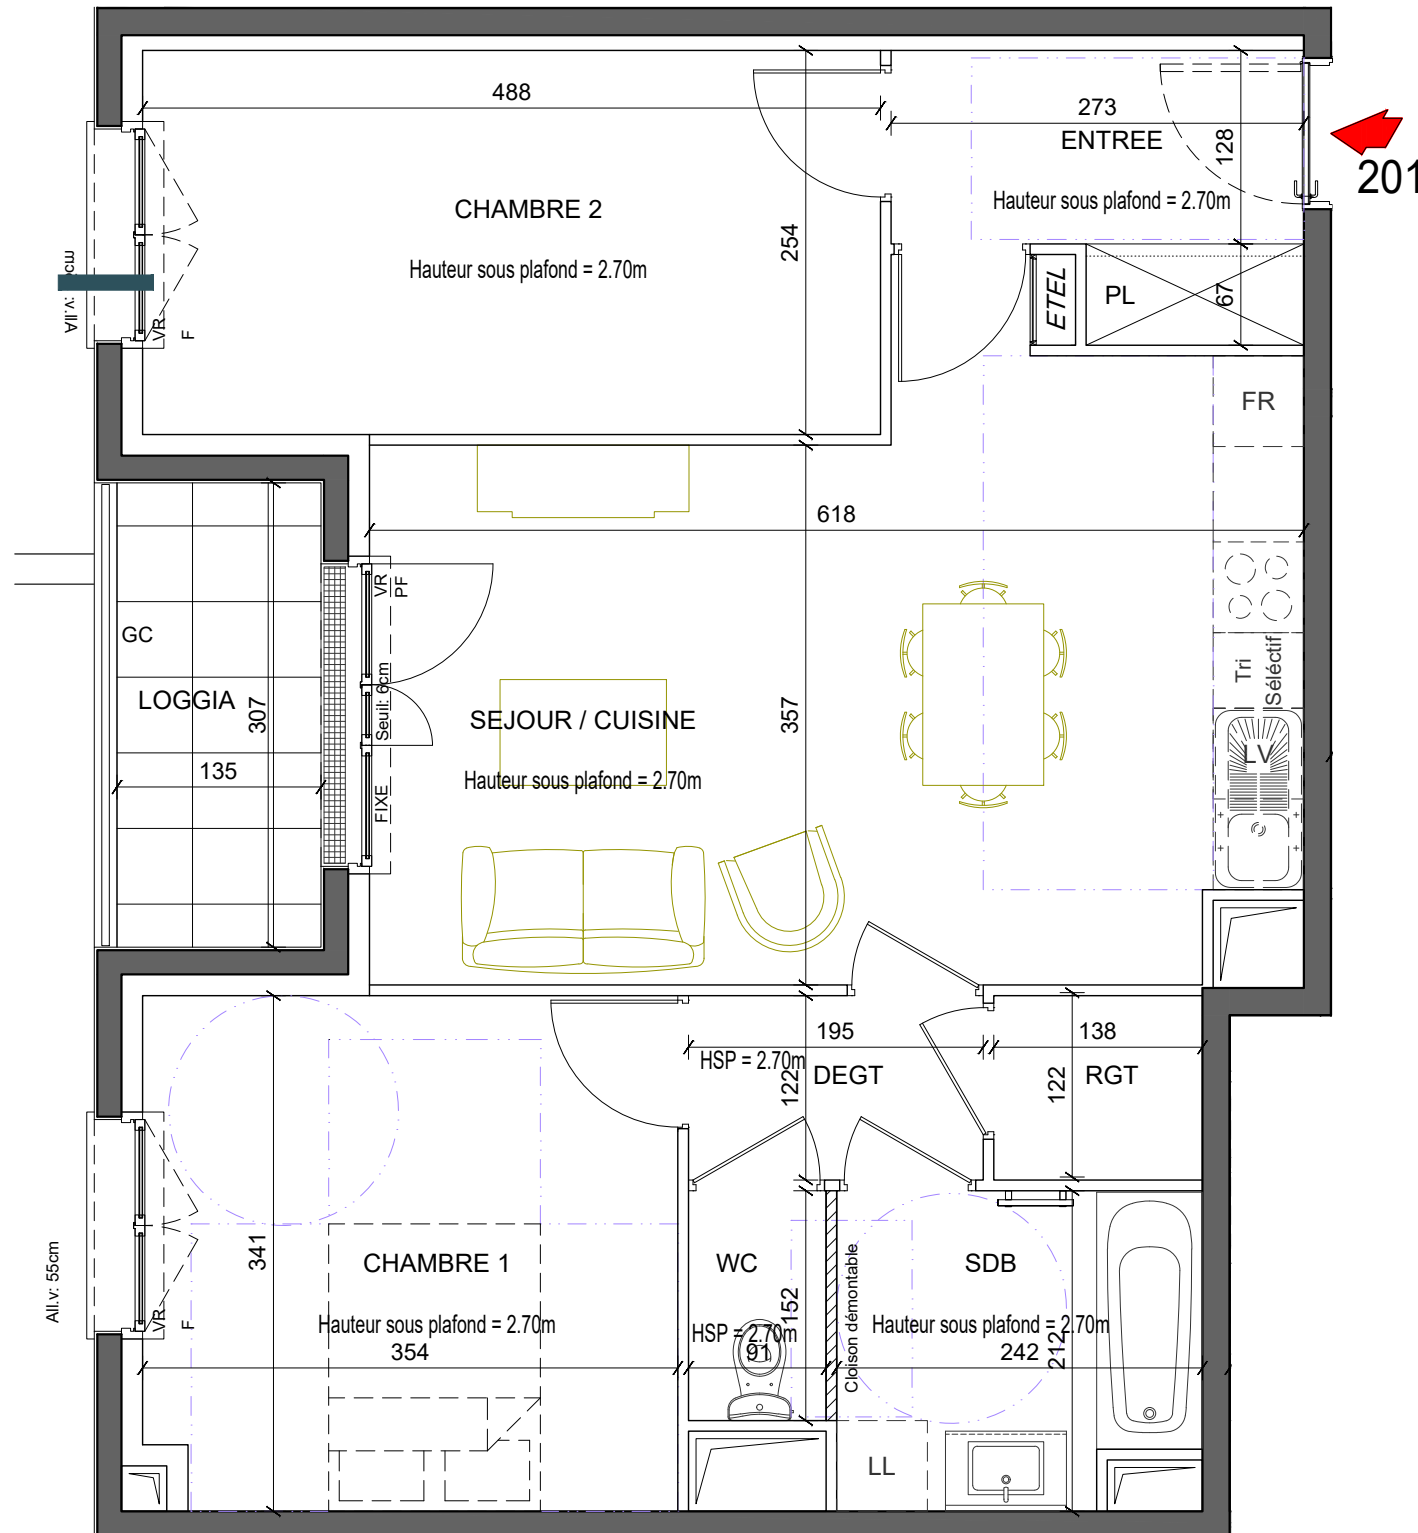 488
273
ENTREE
128
201
Hauteur sous plafond = 2.70m
CHAMBRE 2
254
Hauteur sous plafond = 2.70m
VR
F
ETEL
PL
67
FR
618
VR
PF
GC
LOGGIA
307
135
Seuil: 6cm
FIXE
SEJOUR / CUISINE
357
Hauteur sous plafond = 2.70m
Tri
Séléctif
LV
195
138
HSP = 2.70m
DEGT
122
122
RGT
All.v: 55cm
VR
F
341
CHAMBRE 1
Hauteur sous plafond = 2.70m
354
WC
152
HSP = 2.70m
91
Cloison démontable
SDB
Hauteur sous plafond = 2.70m
242
212
LL